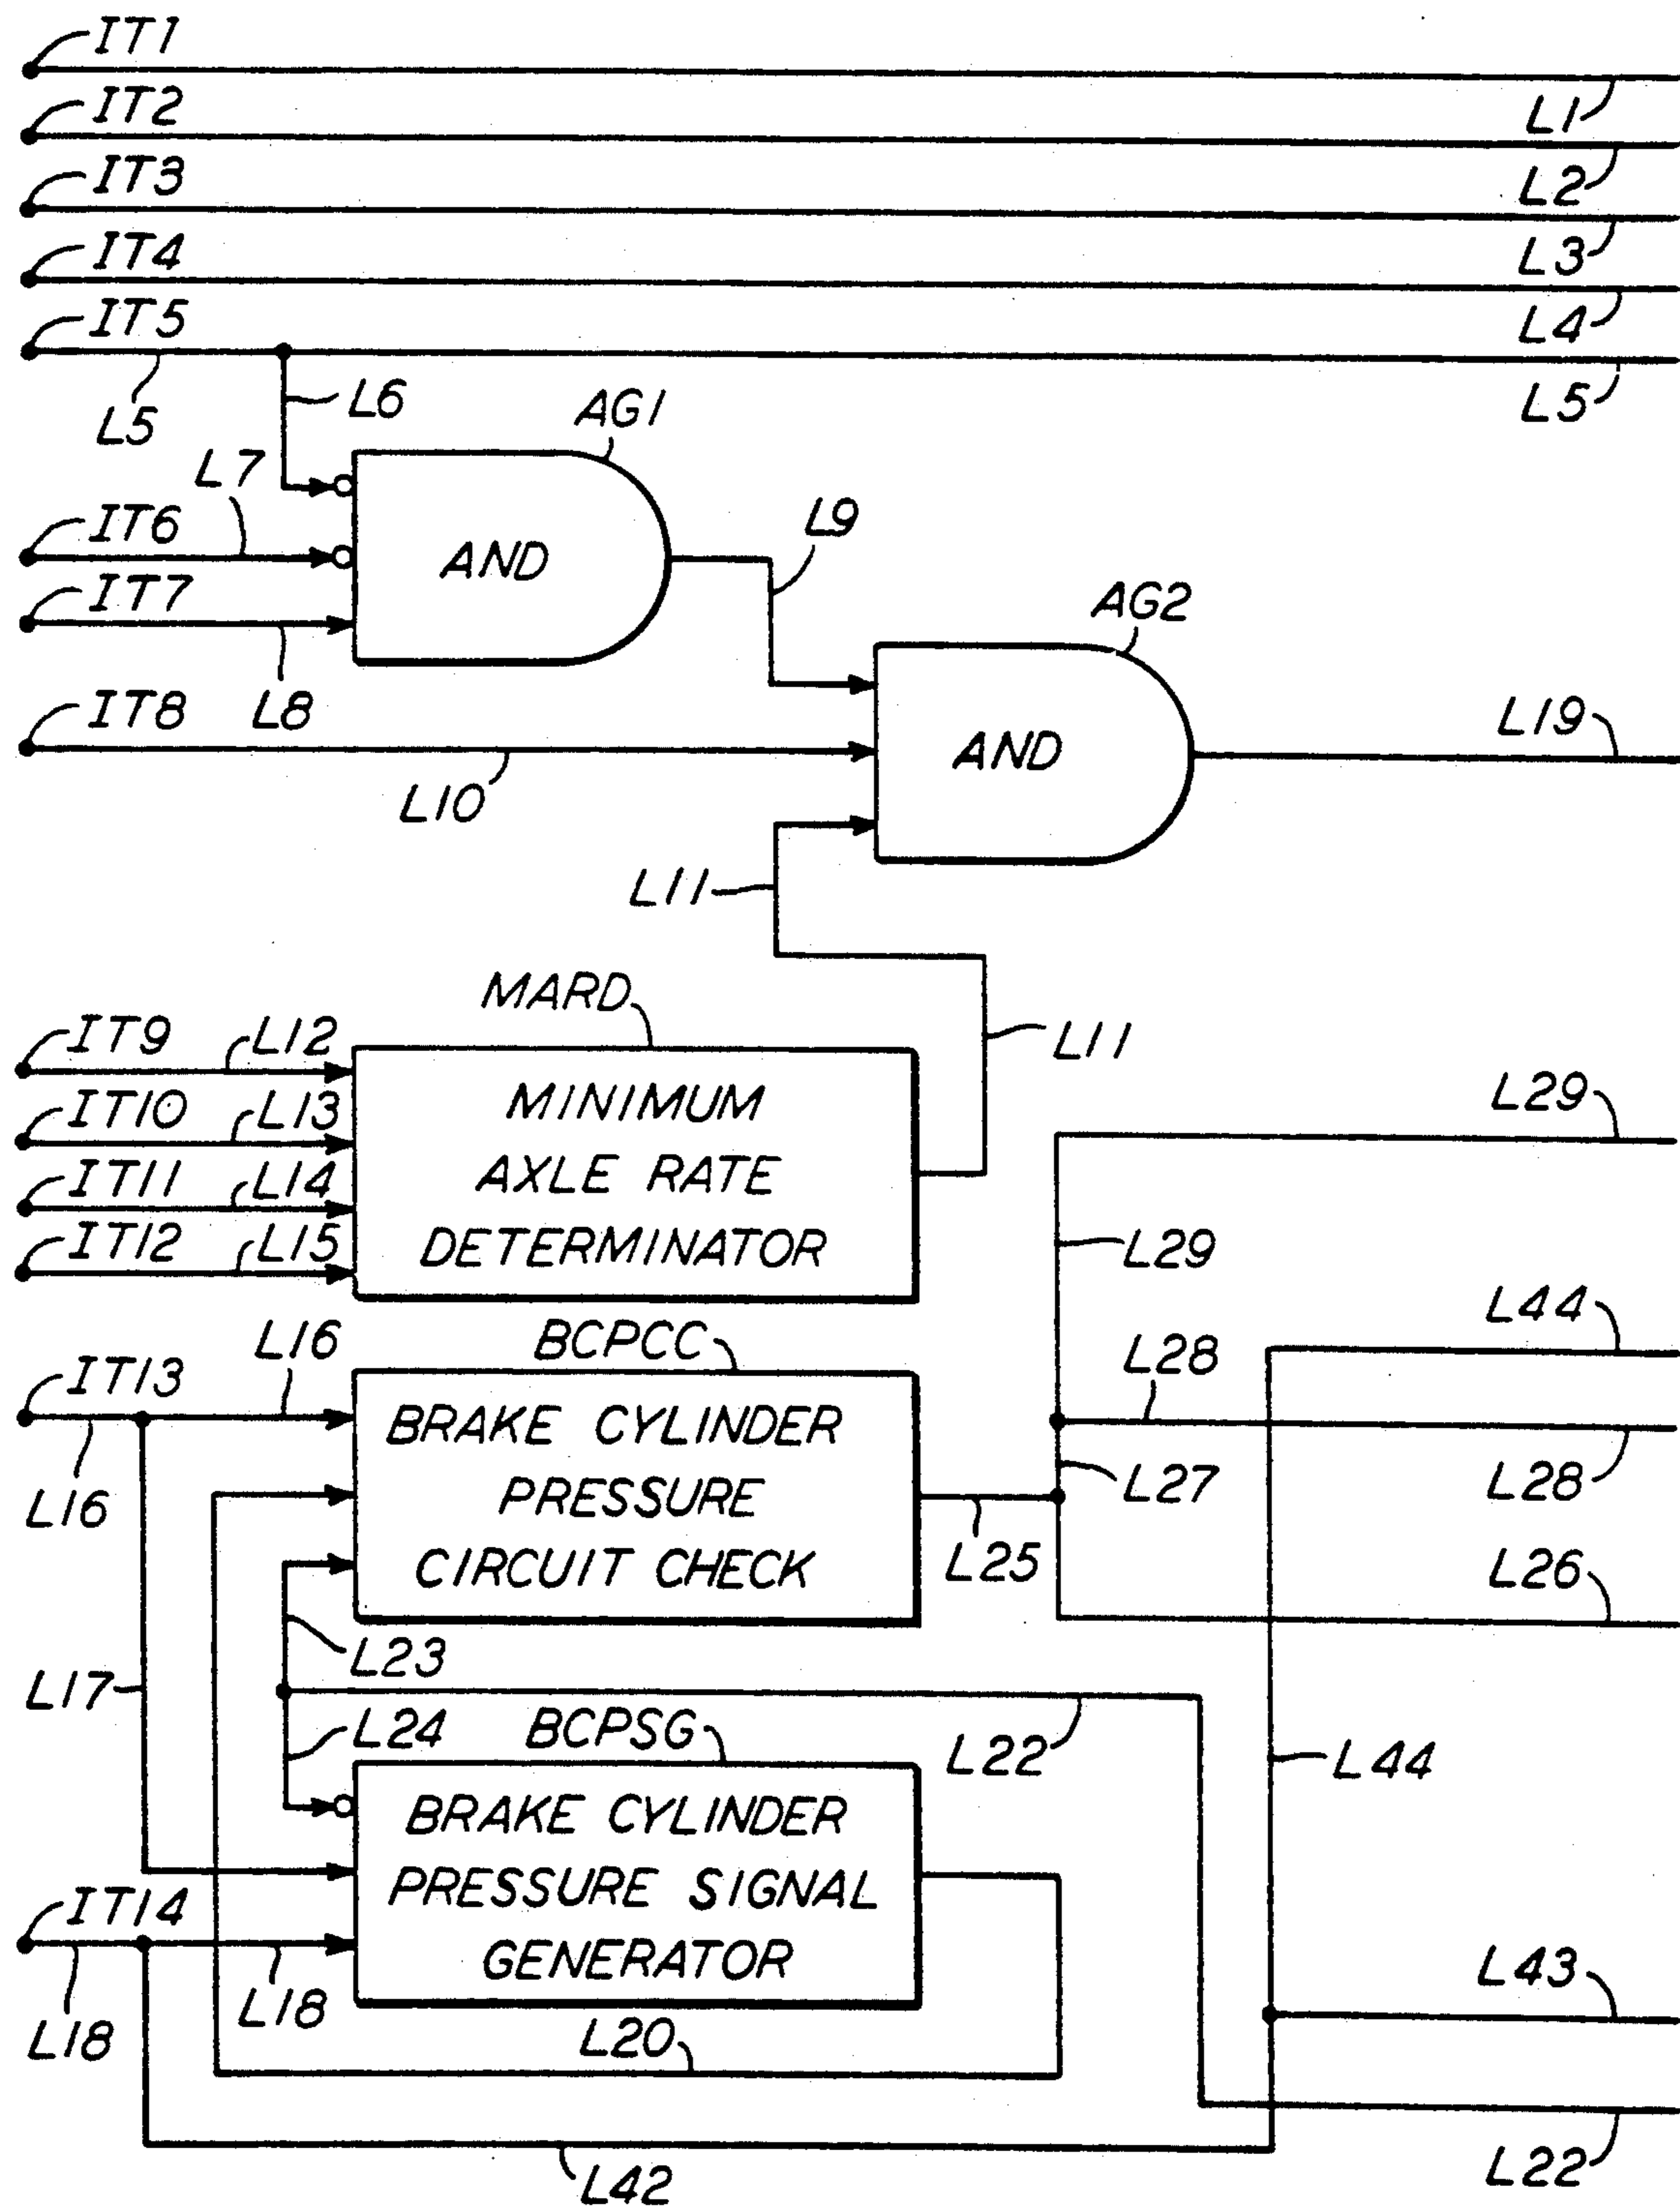 IT1
L1
IT2
L2
IT3
L3
IT4
L4
IT5
L5
L5
L6
AG1
L7
IT6
AND
L9
IT7
L8
AG2
IT8
L10
AND
L19
L11
MARD
IT9
L12
L11
IT10
L13
IT11
L14
IT12
L15
MINIMUM
AXLE RATE
DETERMINATOR
L29
L29
L44
BCPCC
IT13
L16
L16
BRAKE CYLINDER
PRESSURE
CIRCUIT CHECK
L28
L28
L27
L25
L26
L23
L17
L24
BCPSG
L22
L44
BRAKE CYLINDER
PRESSURE SIGNAL
GENERATOR
IT14
L18
L18
L20
L43
L42
L22